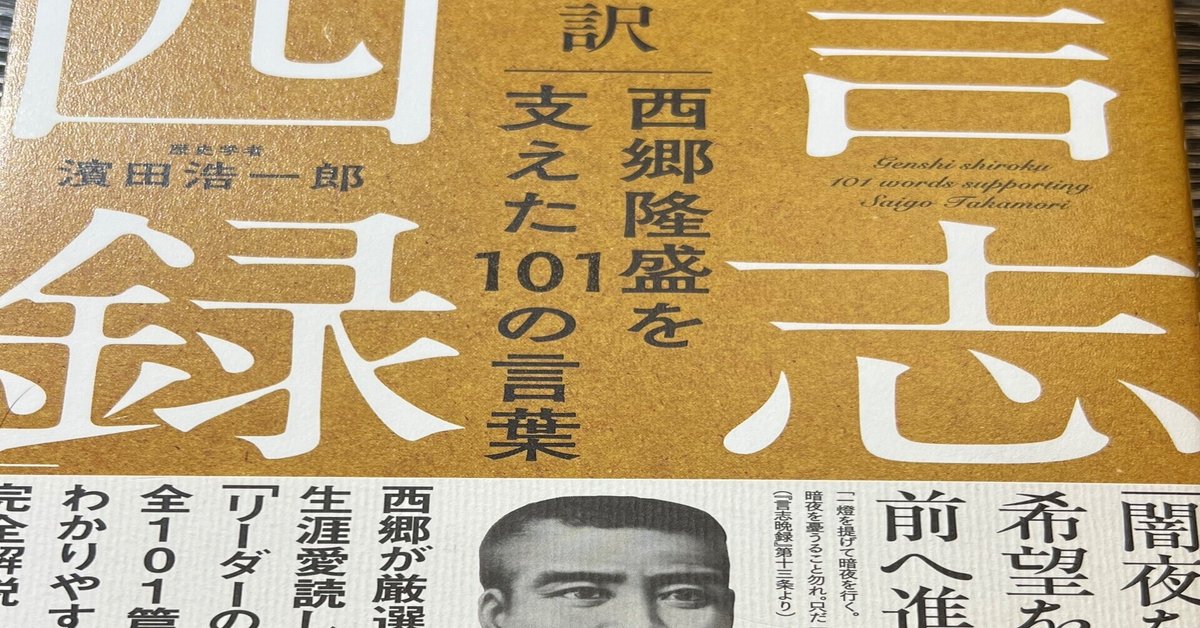 言志
四
録
訳
西郷隆盛を
支えた101の言葉
Genshi shiroku
101 words supporting
Saigo Takamori
歴史学者
濱田浩一郎
「闇夜を
希望を
前へ進
「一燈を提げて暗夜を行く。
暗夜を憂うること勿れ。只だ
(『言志晩録』第十三条より)
西郷が厳選
生涯愛読し
「リーダーの
全101篇
わかりやす
完全解説